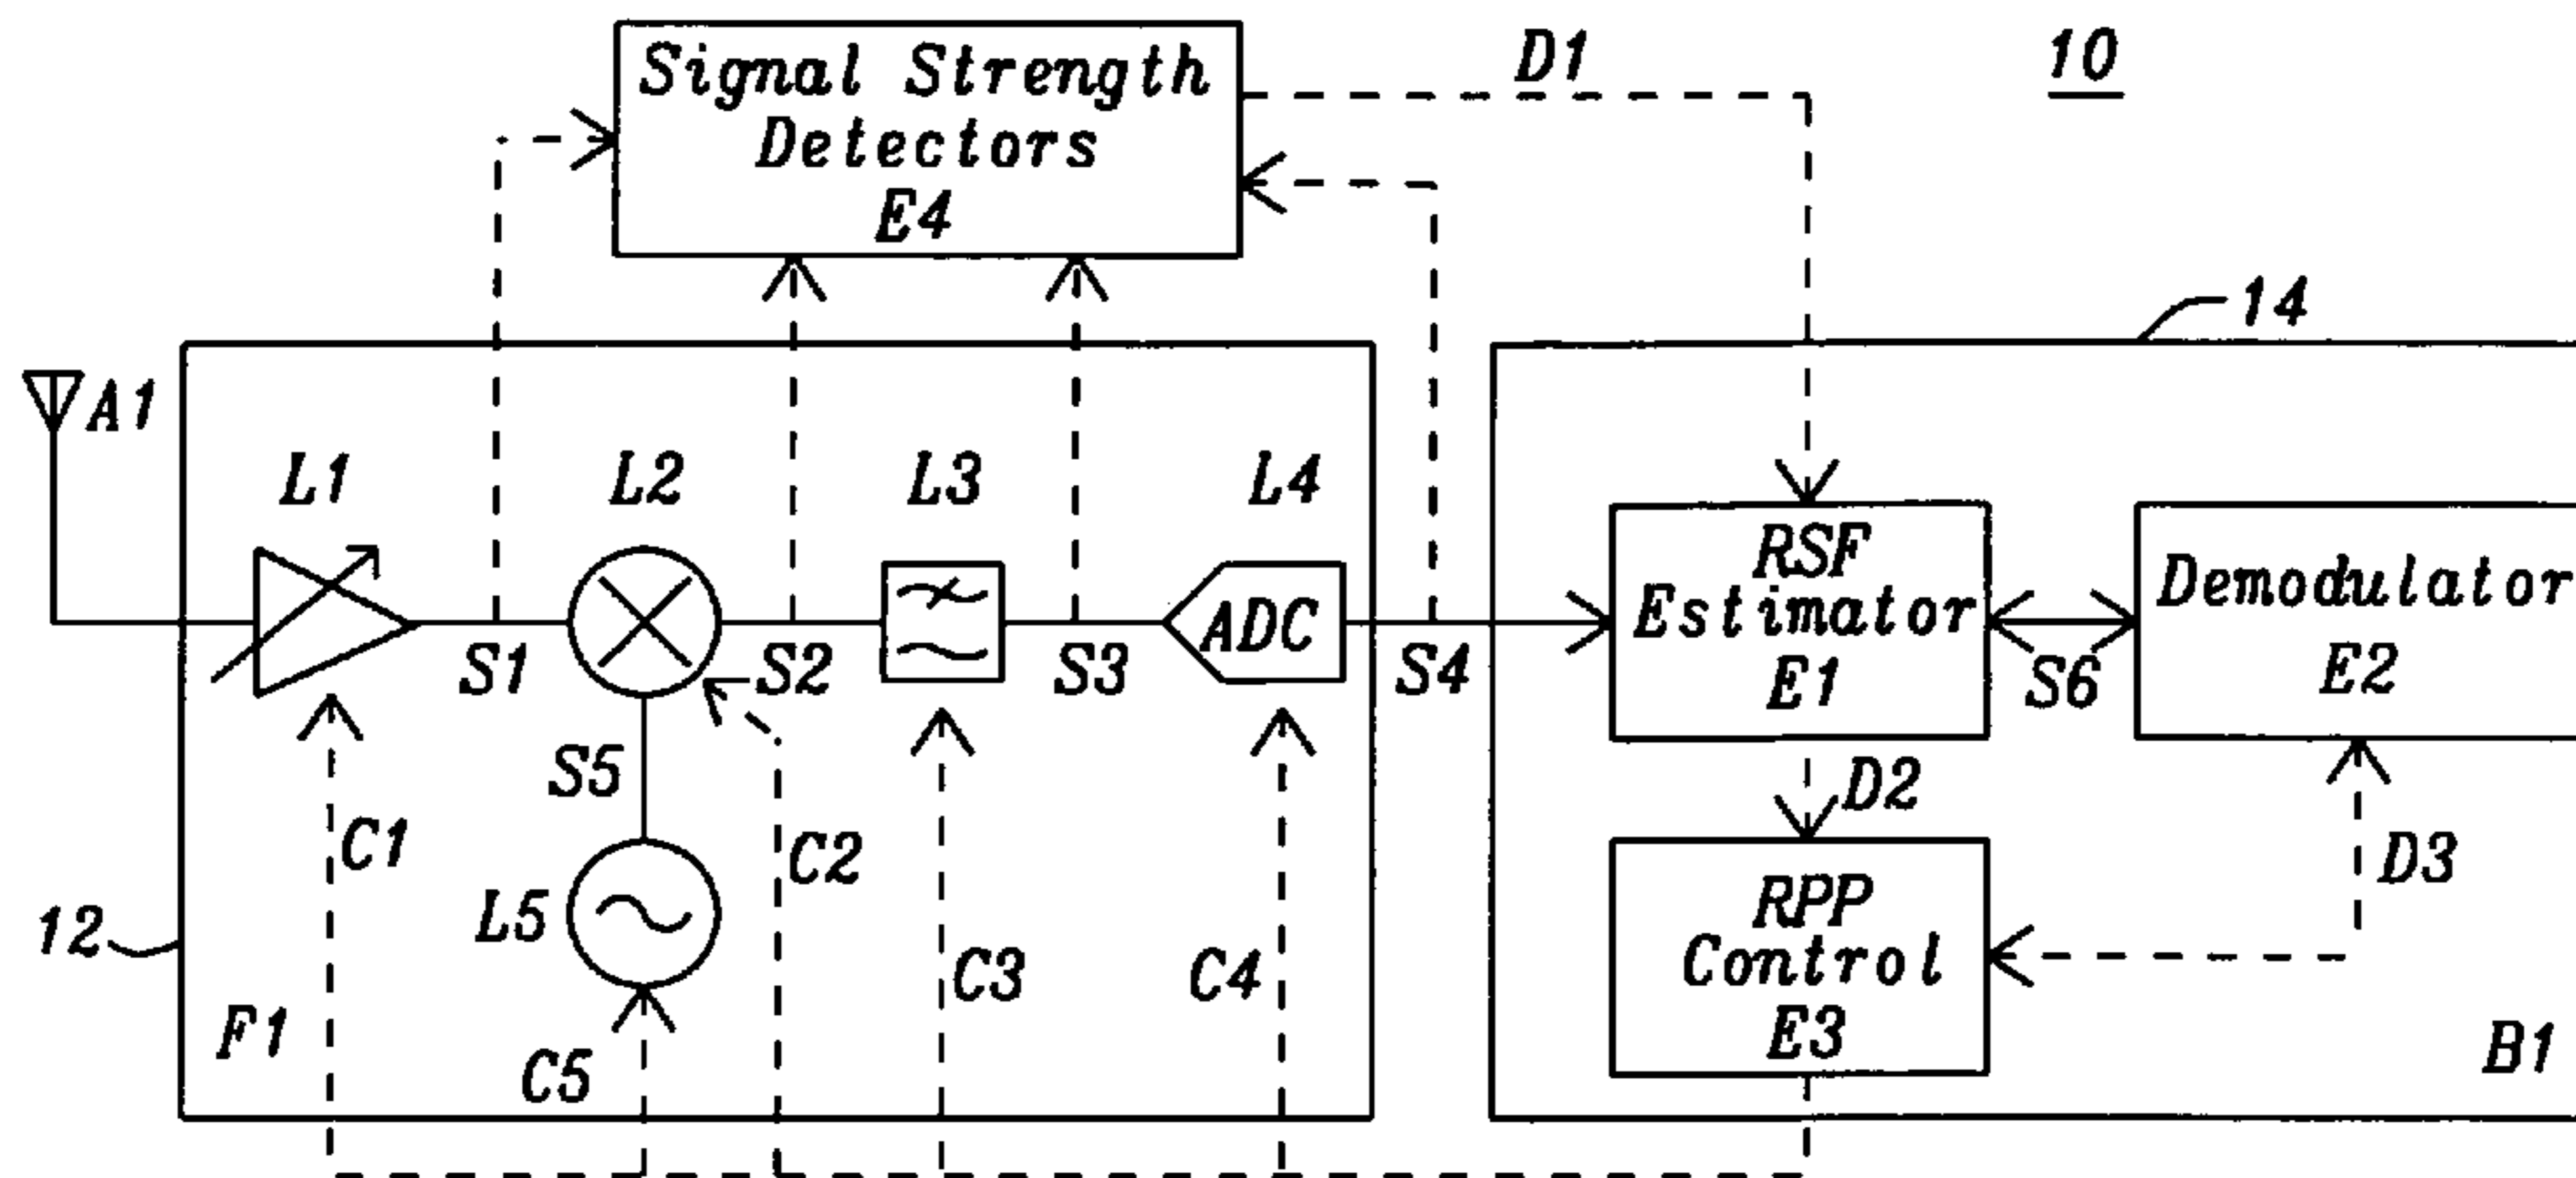 Signal Strength
Detectors
E4
D1
10
14
A1
L1
L2
L3
L4
RSF
Estimator
E1
Demodulator
E2
ADC
S1
S2
S3
S4
S6
S5
D2
C1
C2
D3
L5
RPP
Control
E3
12
C3
C4
F1
C5
B1